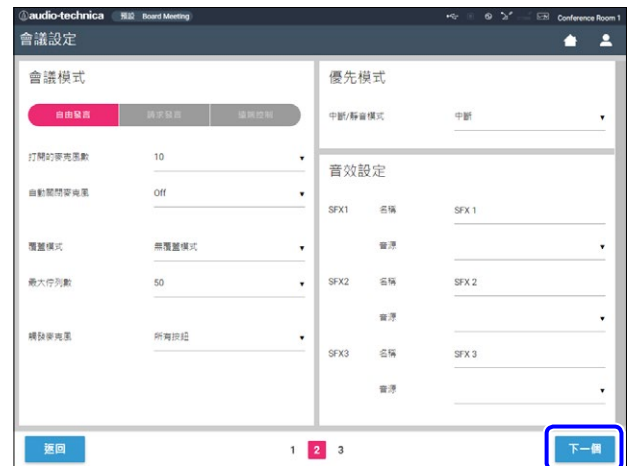 audio-technica 預設 Board Meeting Conference Room 1
會議設定
會議模式
自由發言 請求發言 遠端控制
打開的麥克風數 10
自動關閉麥克風 Off
覆蓋模式 無覆蓋模式
最大佇列數 50
觸發麥克風 所有按鈕
優先模式
中斷/靜音模式 中斷
音效設定
SFX1 名稱 SFX 1
音源
SFX2 名稱 SFX 2
音源
SFX3 名稱 SFX 3
音源
返回 1 2 3 下一個